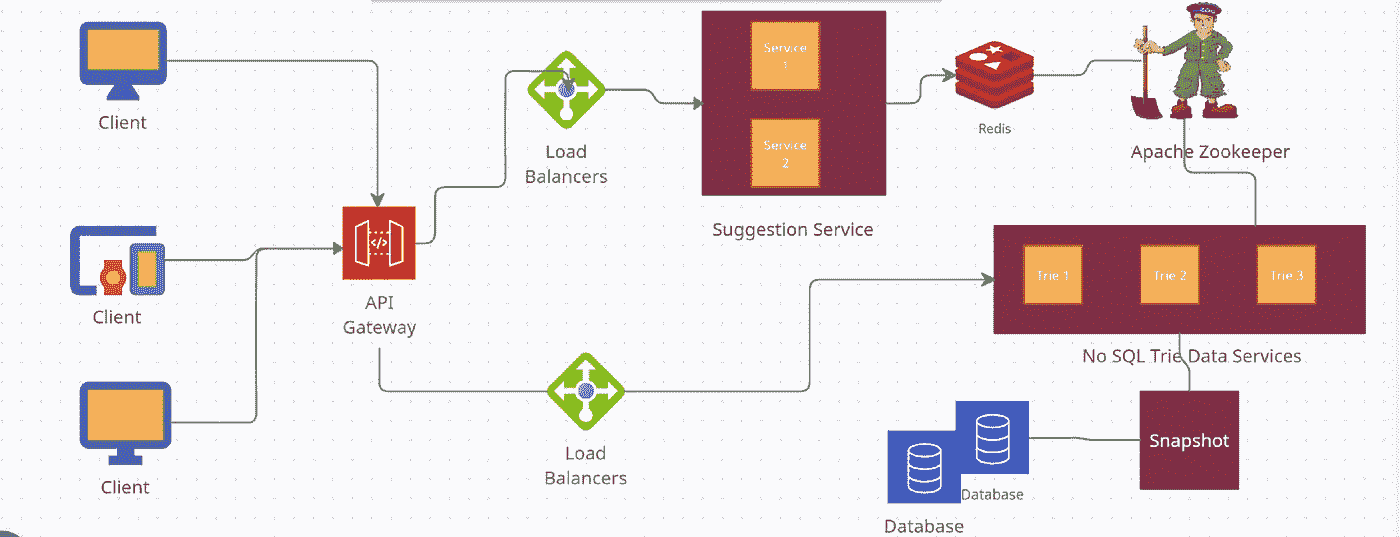 Client
Client
Client
API
Gateway
Load
Balancers
Load
Balancers
Service
1
Service
2
Suggestion Service
Redis
Apache Zookeeper
Trie 1
Trie 2
Trie 3
No SQL Trie Data Services
Snapshot
Database
Database